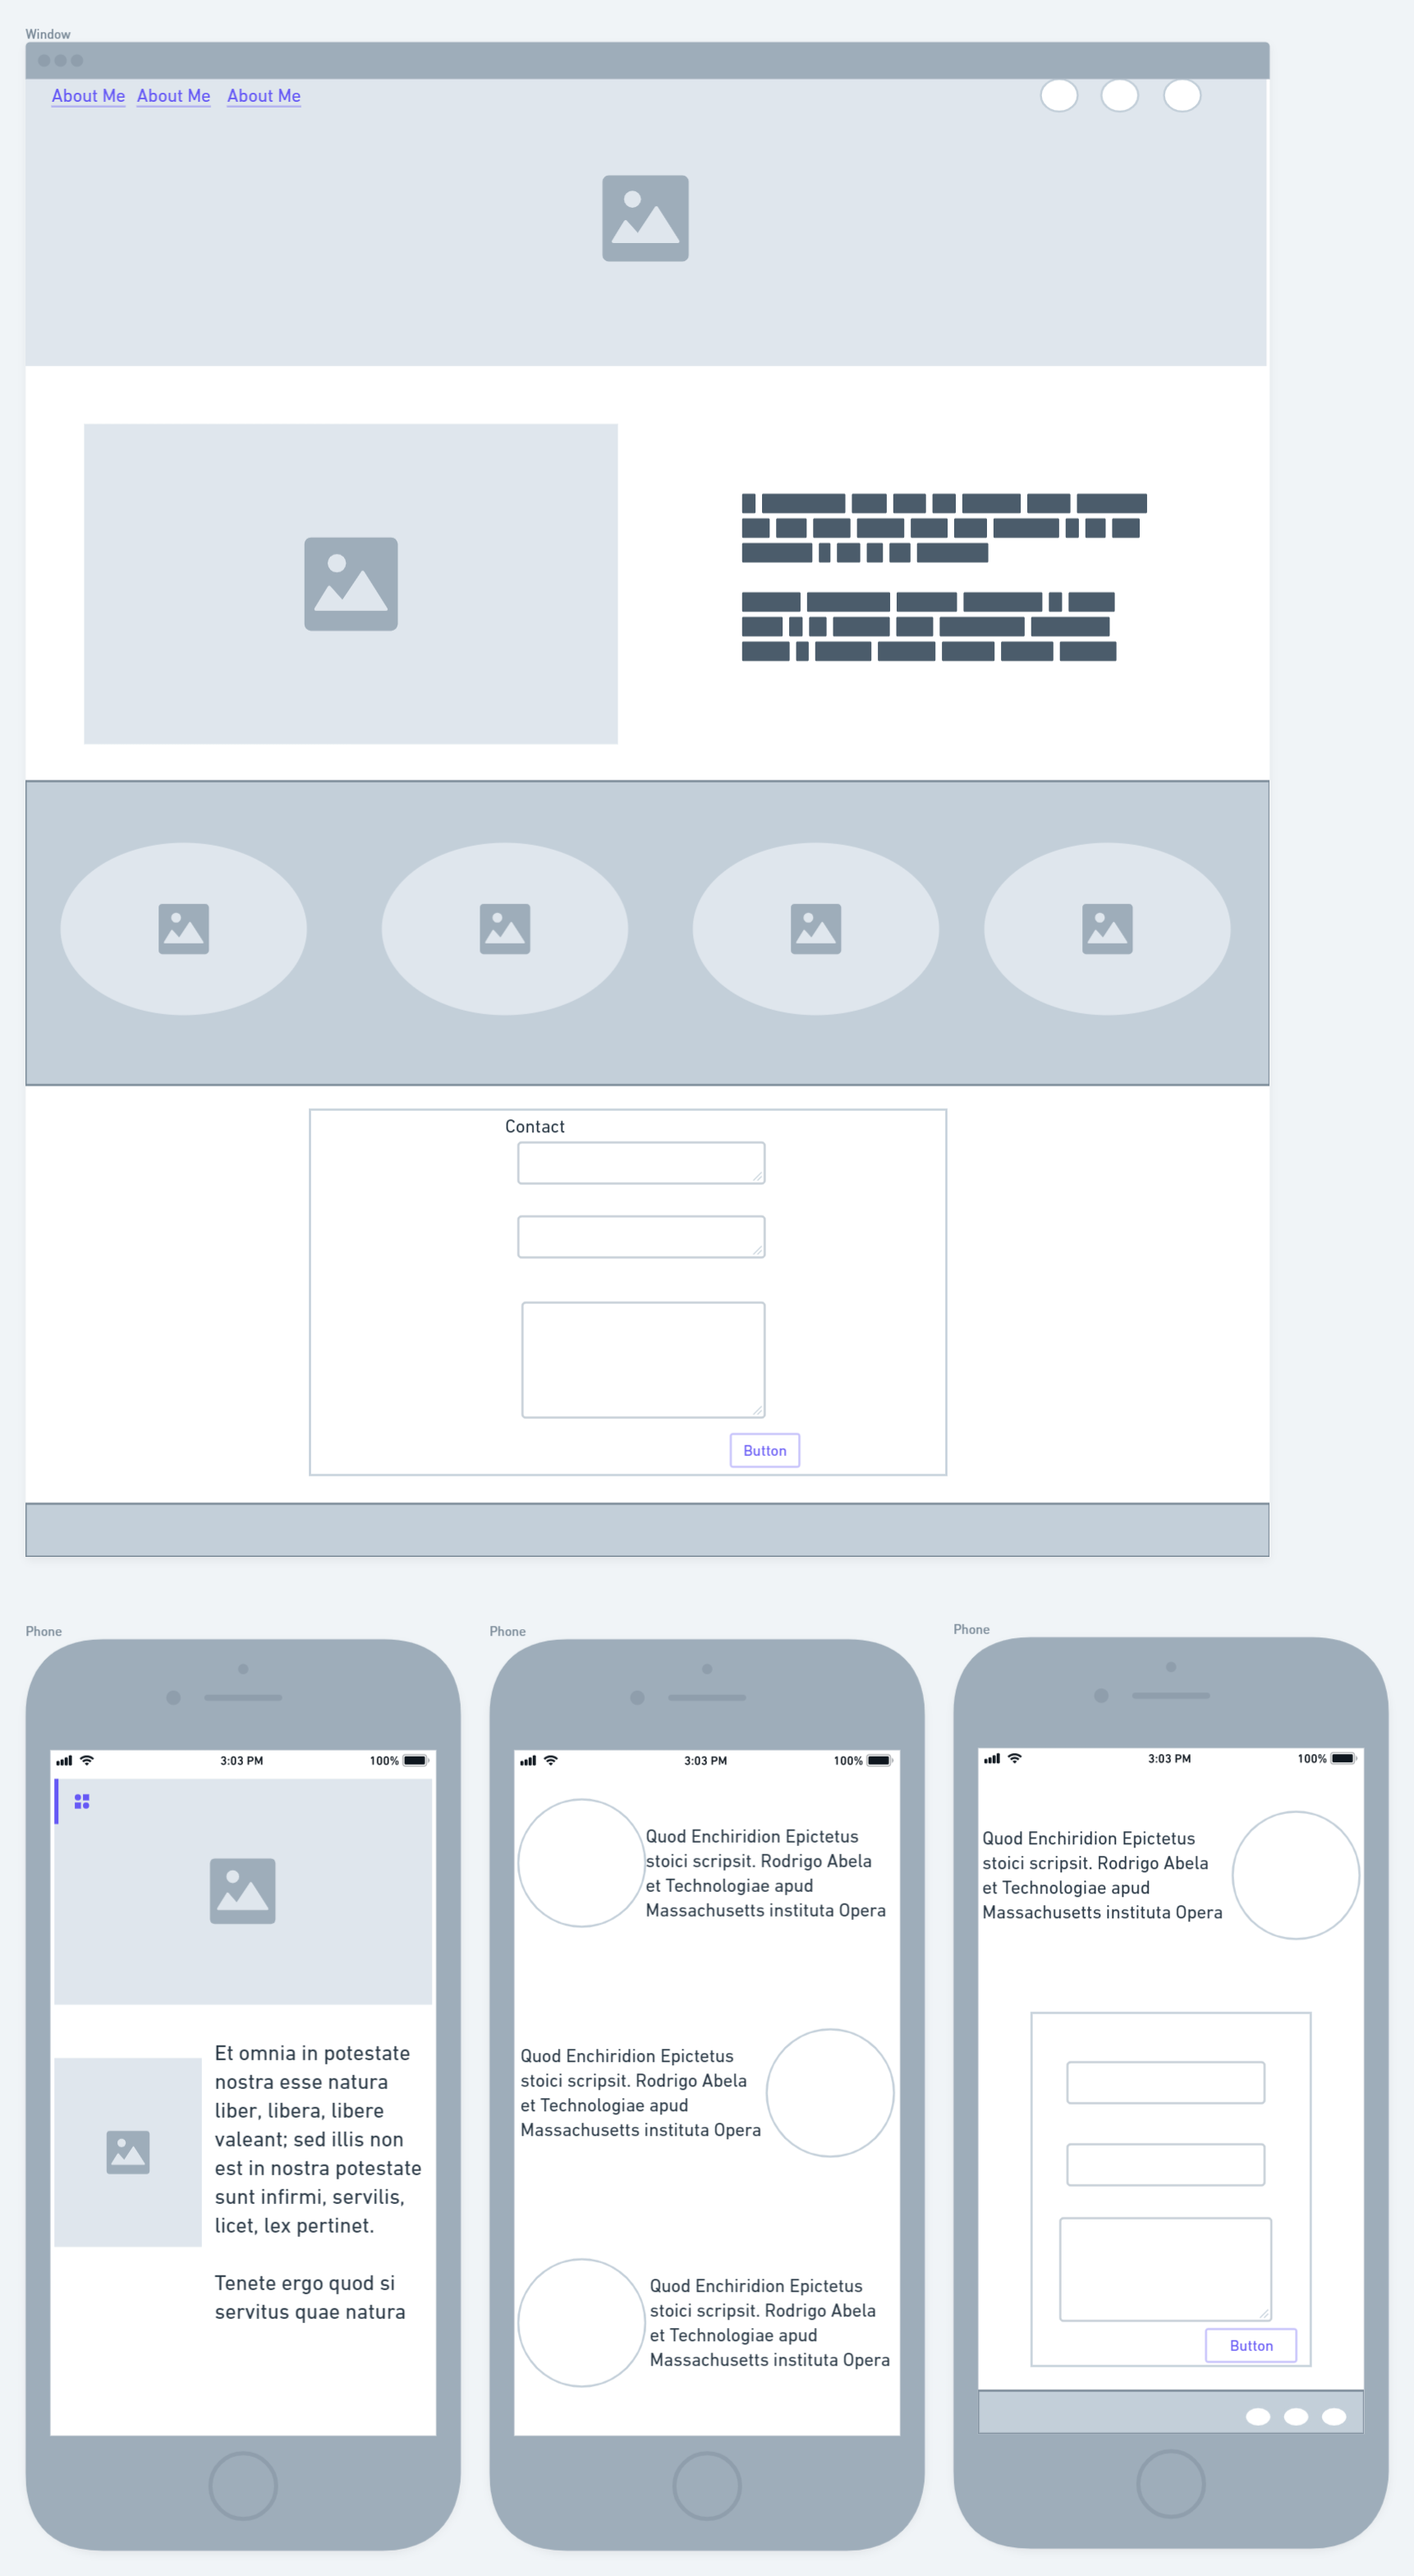 Window
About Me About Me About Me
Contact
Button
Phone
3:03 PM 100%
Et omnia in potestate
nostra esse natura
liber, libera, libere
valeant; sed illis non
est in nostra potestate
sunt infirmi, servilis,
licet, lex pertinet.
Tenete ergo quod si
servitus quae natura
Phone
3:03 PM 100%
Quod Enchiridion Epictetus
stoici scripsit. Rodrigo Abela
et Technologiae apud
Massachusetts instituta Opera
Quod Enchiridion Epictetus
stoici scripsit. Rodrigo Abela
et Technologiae apud
Massachusetts instituta Opera
Quod Enchiridion Epictetus
stoici scripsit. Rodrigo Abela
et Technologiae apud
Massachusetts instituta Opera
Phone
3:03 PM 100%
Quod Enchiridion Epictetus
stoici scripsit. Rodrigo Abela
et Technologiae apud
Massachusetts instituta Opera
Button